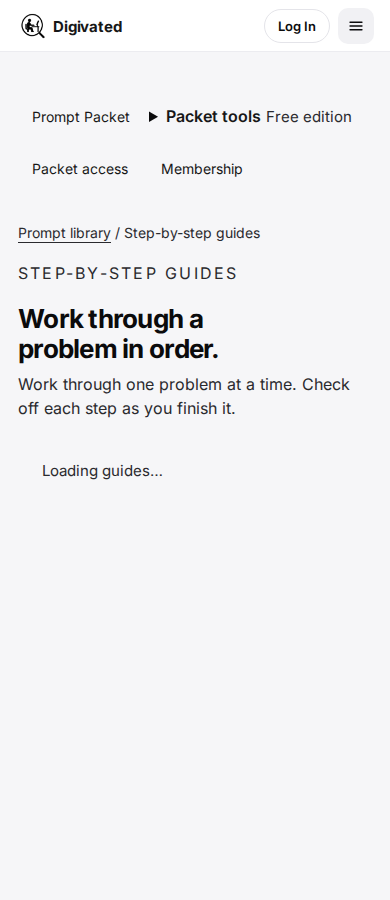 Digivated
Log In
Prompt Packet
Packet tools Free edition
Packet access
Membership
Prompt library / Step-by-step guides
STEP-BY-STEP GUIDES
Work through a
problem in order.
Work through one problem at a time. Check
off each step as you finish it.
Loading guides...